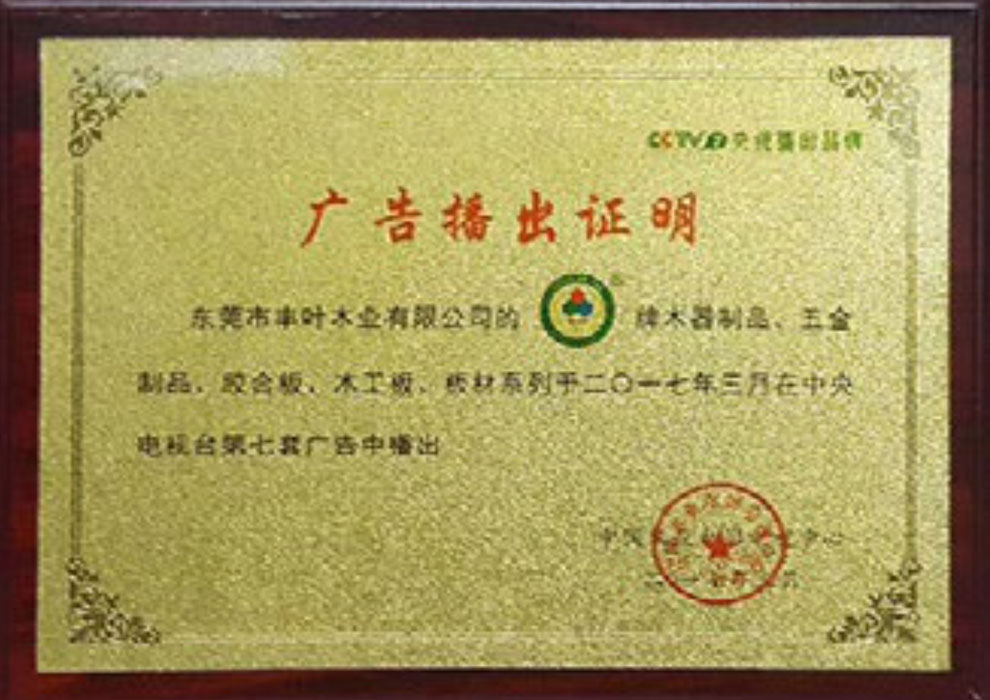 CCTV 7 央视播出品牌
广告播出证明
东莞市丰叶木业有限公司的 牌木器制品、五金
制品、胶合板、木工板、板材系列于二〇一七年三月在中央
电视台第七套广告中播出